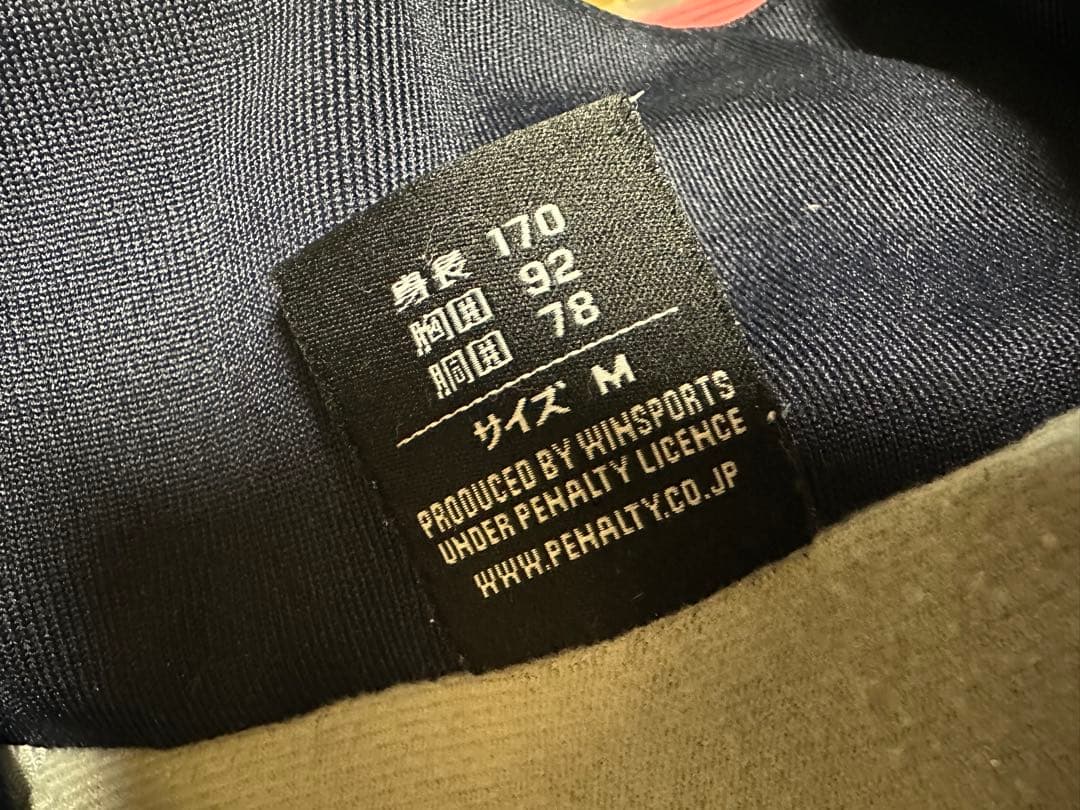 身長 170
胸囲 92
胴囲 78
サイズ M
PRODUCED BY WINSPORTS
UNDER PENALTY LICENCE
WWW.PENALTY.CO.JP